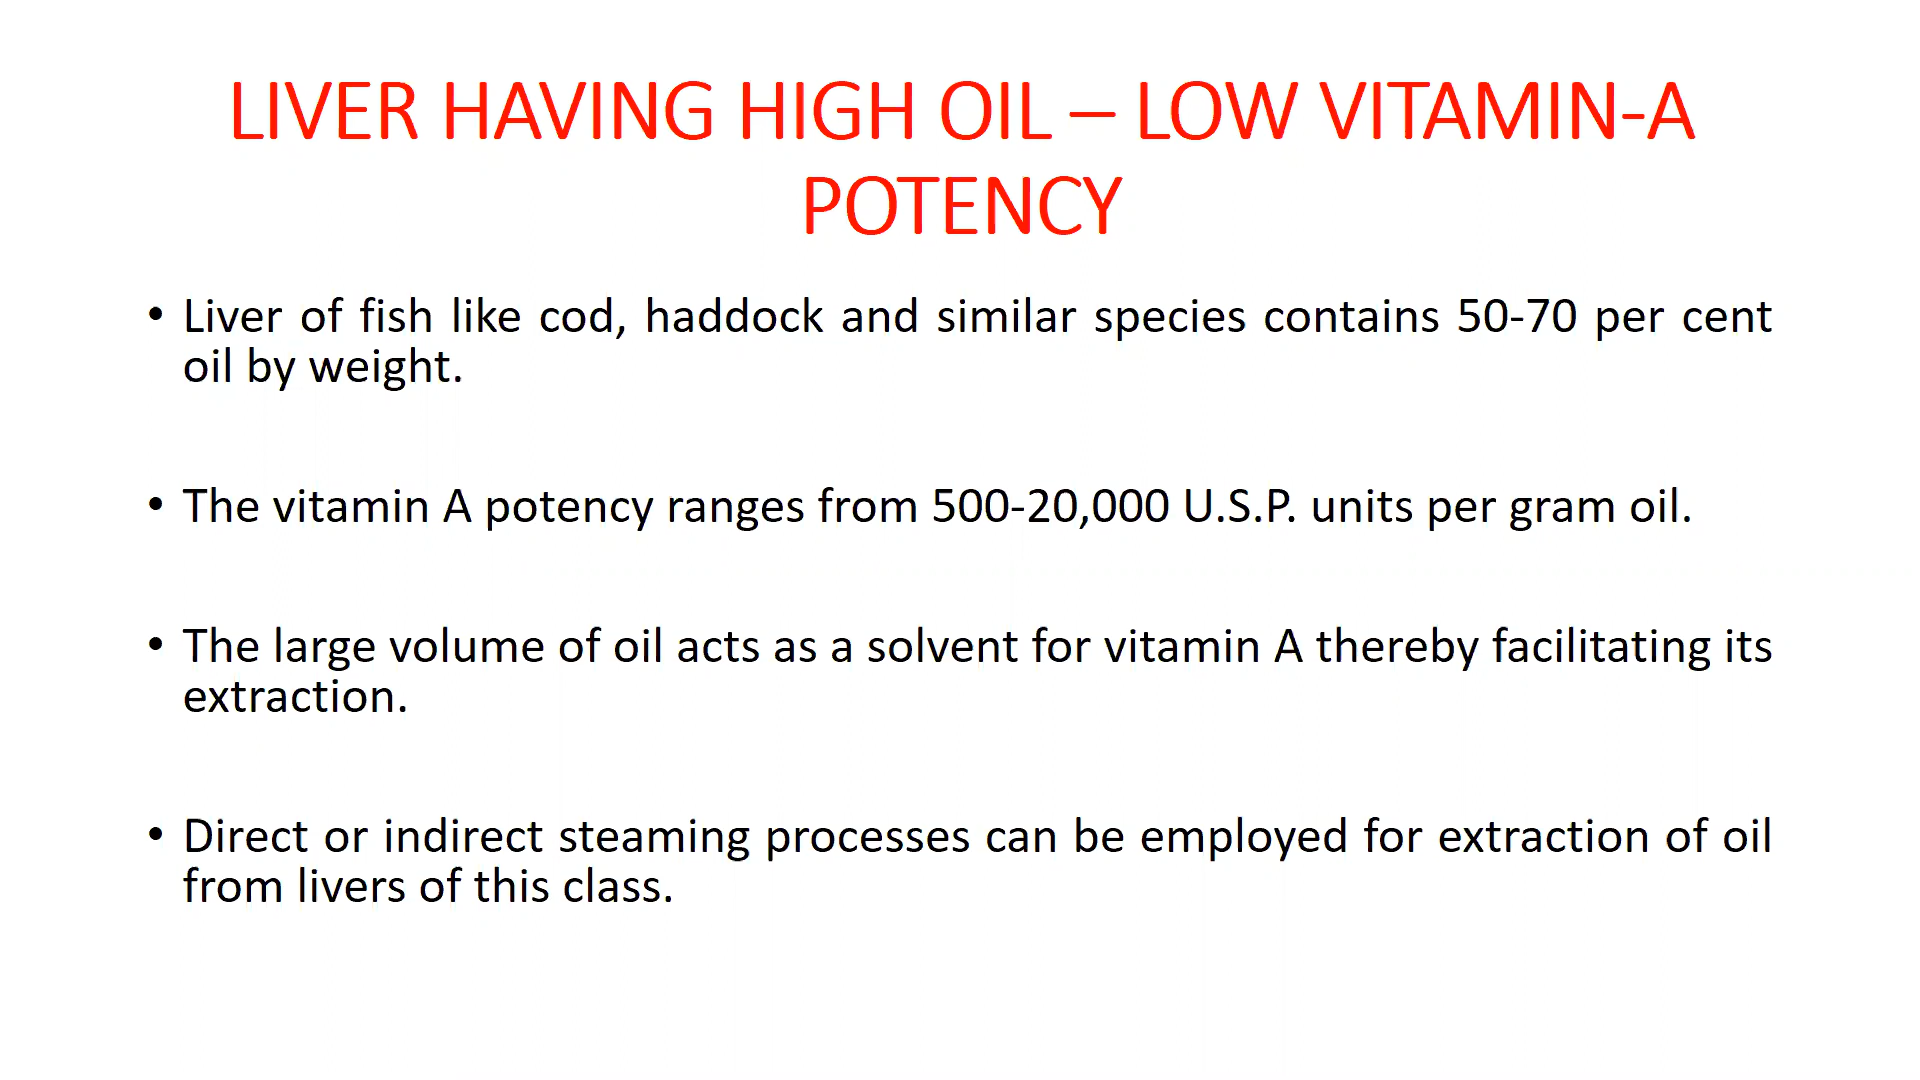 LIVER HAVING HIGH OIL – LOW VITAMIN-A
POTENCY
• Liver of fish like cod, haddock and similar species contains 50-70 per cent
oil by weight.
• The vitamin A potency ranges from 500-20,000 U.S.P. units per gram oil.
• The large volume of oil acts as a solvent for vitamin A thereby facilitating its
extraction.
• Direct or indirect steaming processes can be employed for extraction of oil
from livers of this class.